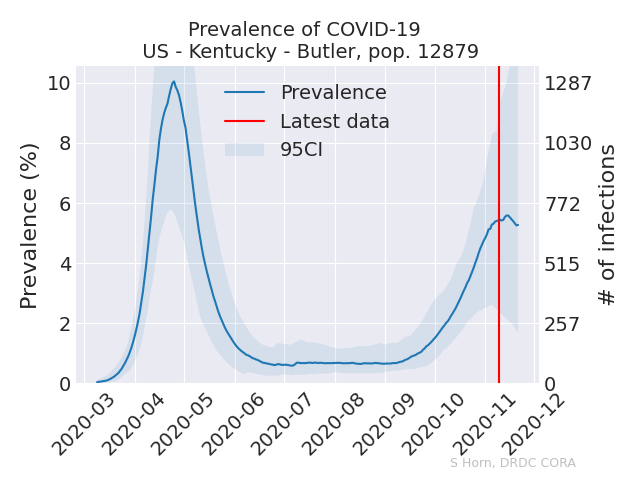 Prevalence of COVID-19
US - Kentucky - Butler, pop. 12879
Prevalence (%)
10
8
6
4
2
0
Prevalence
Latest data
95CI
1287
1030
772
515
257
0
# of infections
2020-03
2020-04
2020-05
2020-06
2020-07
2020-08
2020-09
2020-10
2020-11
2020-12
S Horn, DRDC CORA